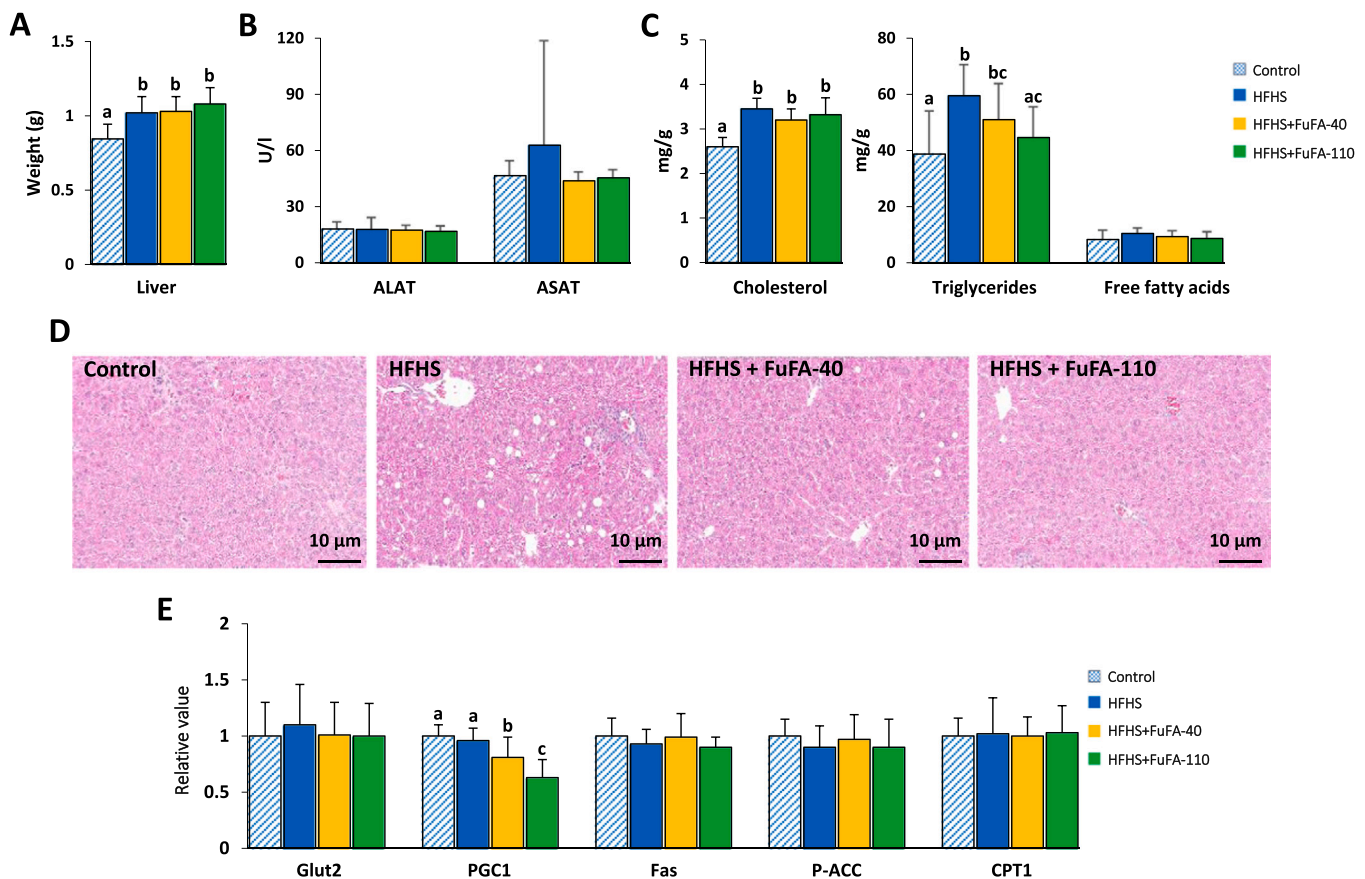 A
B
C
1.5
1
0.5
0
Weight (g)
a
b
b
b
Liver
120
90
60
30
0
U/l
ALAT
ASAT
5
4
3
2
1
0
mg/g
a
b
b
b
Cholesterol
80
60
40
20
0
mg/g
a
b
bc
ac
Triglycerides
Free fatty acids
Control
HFHS
HFHS+FuFA-40
HFHS+FuFA-110
D
Control
10 µm
HFHS
10 µm
HFHS + FuFA-40
10 µm
HFHS + FuFA-110
10 µm
E
2
1.5
1
0.5
0
Relative value
a
a
b
c
Glut2
PGC1
Fas
P-ACC
CPT1
Control
HFHS
HFHS+FuFA-40
HFHS+FuFA-110